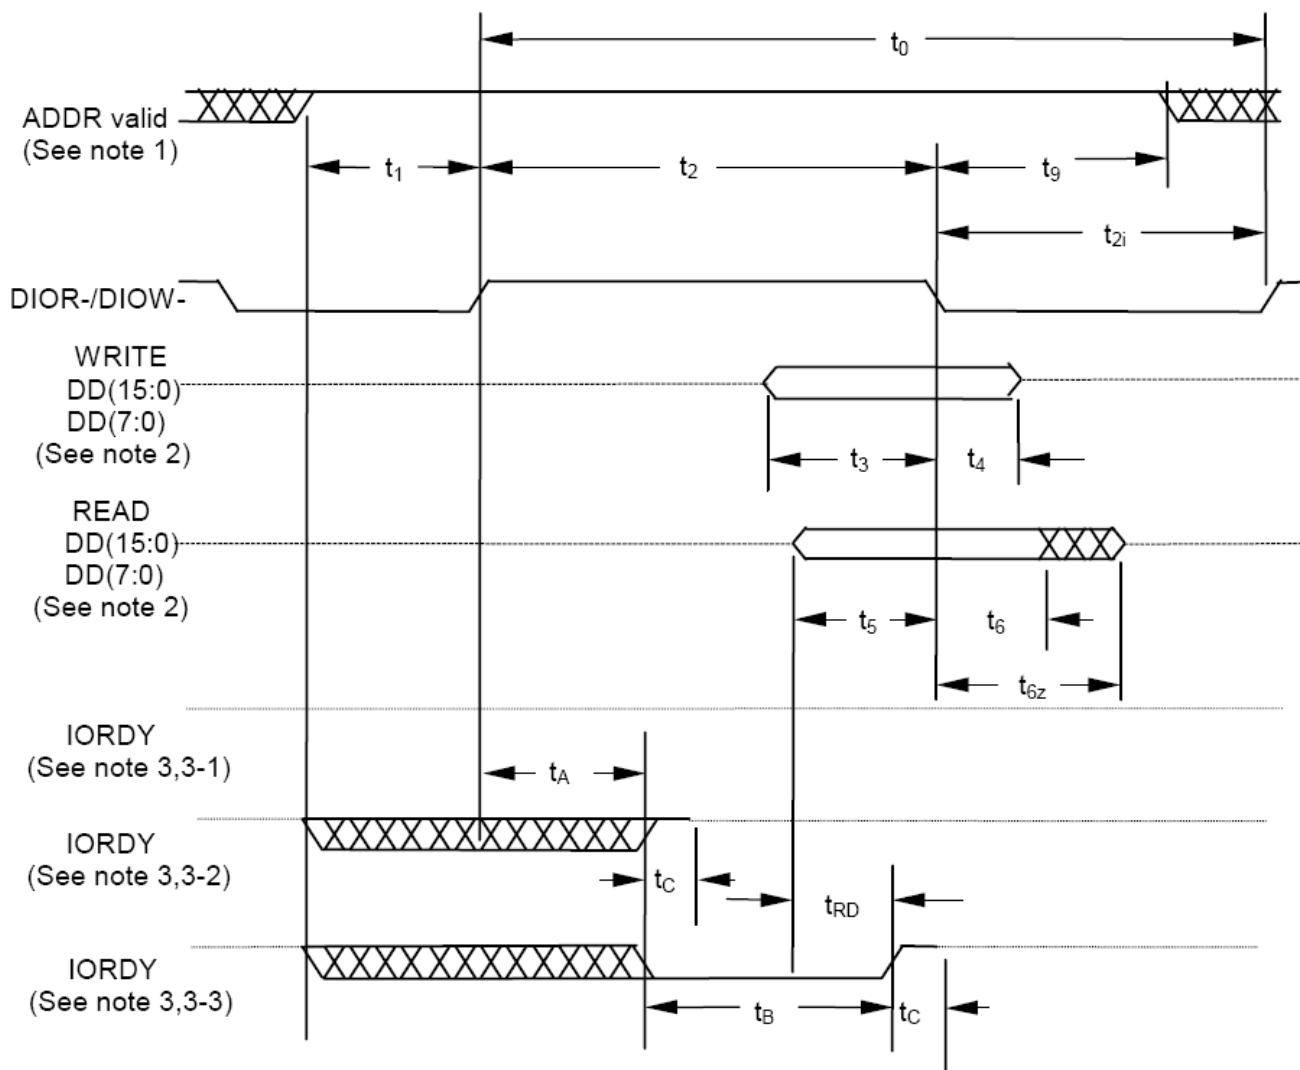 t0
ADDR valid
(See note 1)
t1
t2
t9
t2i
DIOR-/DIOW-
WRITE
DD(15:0)
DD(7:0)
(See note 2)
t3
t4
READ
DD(15:0)
DD(7:0)
(See note 2)
t5
t6
t6z
IORDY
(See note 3,3-1)
tA
IORDY
(See note 3,3-2)
tC
tRD
IORDY
(See note 3,3-3)
tB
tC